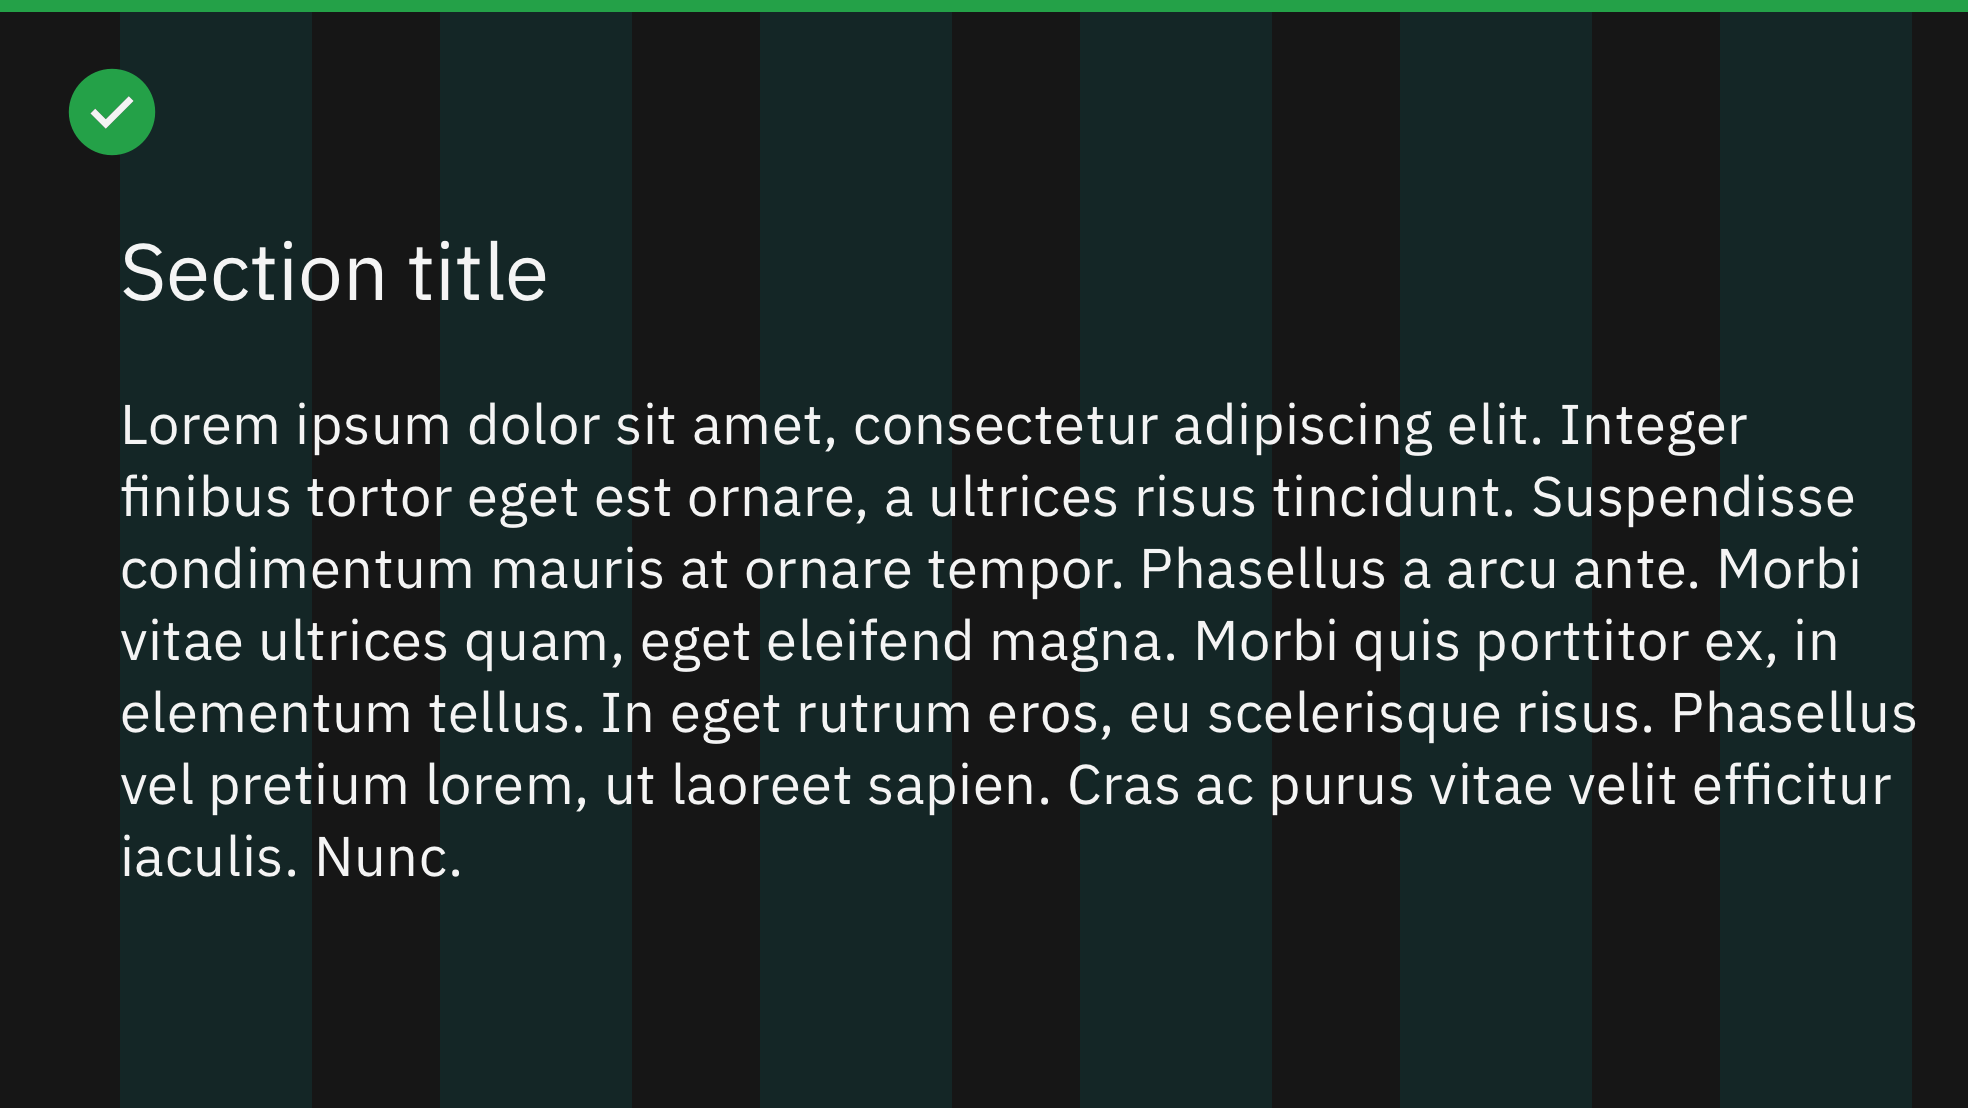 Section title
Lorem ipsum dolor sit amet, consectetur adipiscing elit. Integer
finibus tortor eget est ornare, a ultrices risus tincidunt. Suspendisse
condimentum mauris at ornare tempor. Phasellus a arcu ante. Morbi
vitae ultrices quam, eget eleifend magna. Morbi quis porttitor ex, in
elementum tellus. In eget rutrum eros, eu scelerisque risus. Phasellus
vel pretium lorem, ut laoreet sapien. Cras ac purus vitae velit efficitur
iaculis. Nunc.